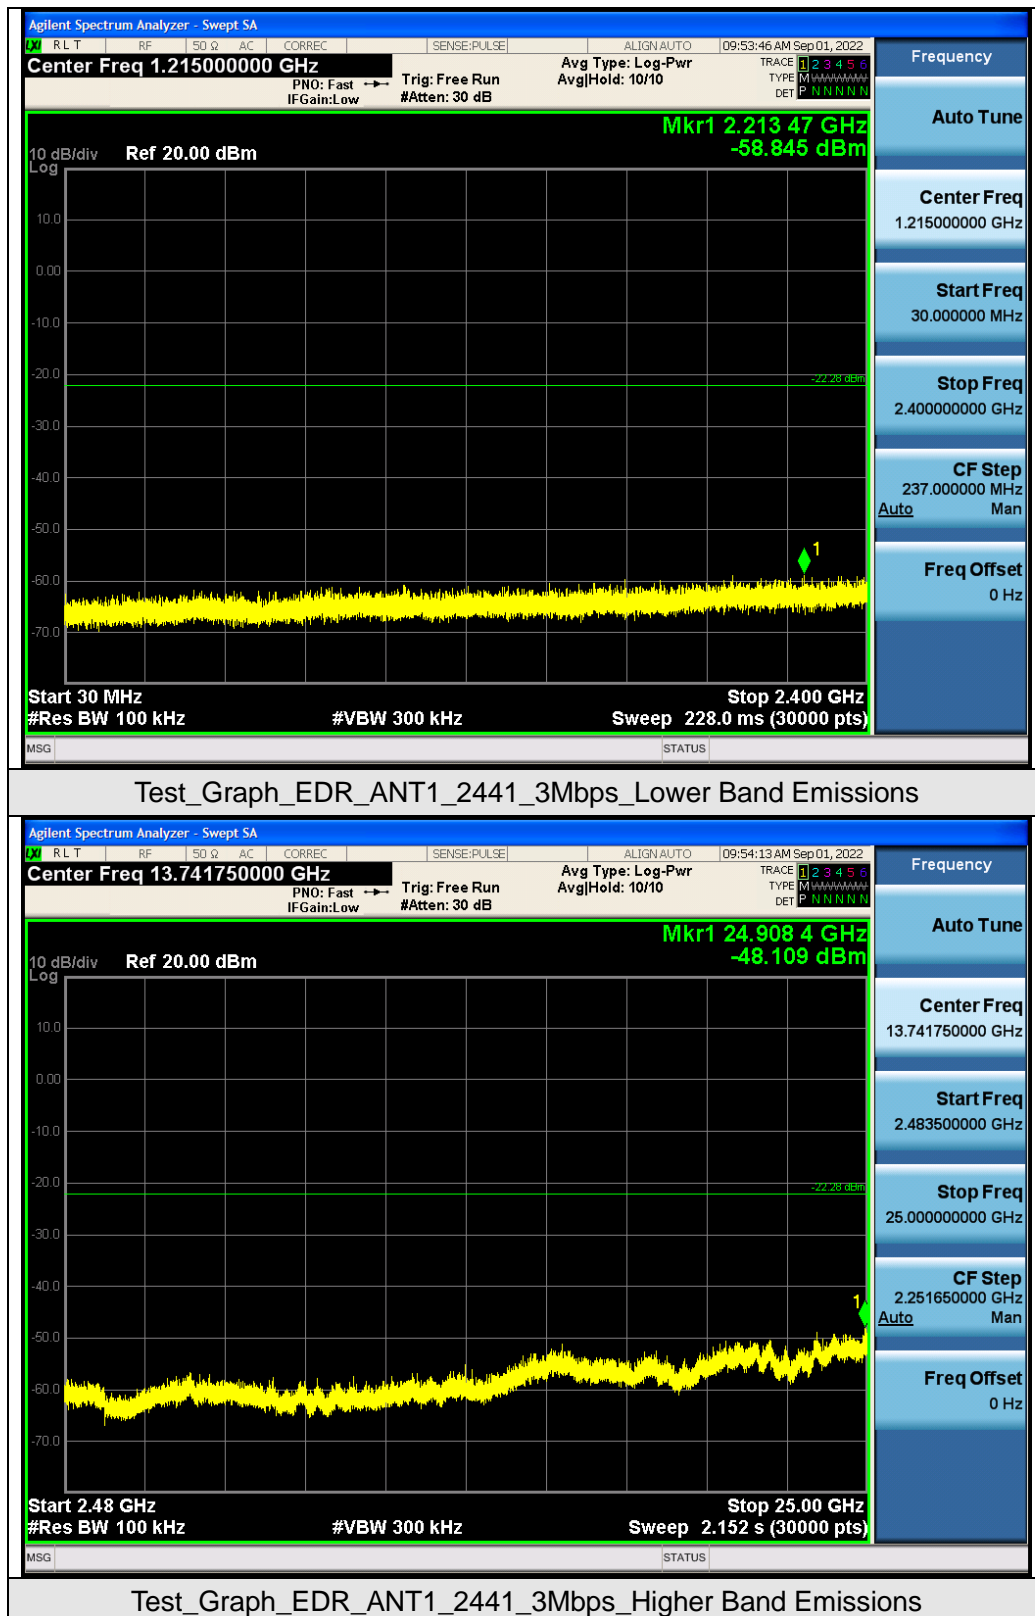 Agilent Spectrum Analyzer - Swept SA
LXI RLT RF 50 Ω AC CORREC SENSE:PULSE ALIGN AUTO 09:53:46 AM Sep 01, 2022
Center Freq 1.215000000 GHz
PNO: Fast
IFGain:Low
Trig: Free Run
#Atten: 30 dB
Avg Type: Log-Pwr
Avg|Hold: 10/10
TRACE 1 2 3 4 5 6
TYPE M WWWWW
DET P N N N N N
Mkr1 2.213 47 GHz
-58.845 dBm
10 dB/div Ref 20.00 dBm
Log
10.0
0.00
-10.0
-20.0
-22.28 dBm
-30.0
-40.0
-50.0
1
-60.0
-70.0
Start 30 MHz Stop 2.400 GHz
#Res BW 100 kHz #VBW 300 kHz Sweep 228.0 ms (30000 pts)
MSG STATUS
Frequency
Auto Tune
Center Freq
1.215000000 GHz
Start Freq
30.000000 MHz
Stop Freq
2.400000000 GHz
CF Step
237.000000 MHz
Auto Man
Freq Offset
0 Hz
Test_Graph_EDR_ANT1_2441_3Mbps_Lower Band Emissions
Agilent Spectrum Analyzer - Swept SA
LXI RLT RF 50 Ω AC CORREC SENSE:PULSE ALIGN AUTO 09:54:13 AM Sep 01, 2022
Center Freq 13.741750000 GHz
PNO: Fast
IFGain:Low
Trig: Free Run
#Atten: 30 dB
Avg Type: Log-Pwr
Avg|Hold: 10/10
TRACE 1 2 3 4 5 6
TYPE M WWWWW
DET P N N N N N
Mkr1 24.908 4 GHz
-48.109 dBm
10 dB/div Ref 20.00 dBm
Log
10.0
0.00
-10.0
-20.0
-22.28 dBm
-30.0
-40.0
1
-50.0
-60.0
-70.0
Start 2.48 GHz Stop 25.00 GHz
#Res BW 100 kHz #VBW 300 kHz Sweep 2.152 s (30000 pts)
MSG STATUS
Frequency
Auto Tune
Center Freq
13.741750000 GHz
Start Freq
2.483500000 GHz
Stop Freq
25.000000000 GHz
CF Step
2.251650000 GHz
Auto Man
Freq Offset
0 Hz
Test_Graph_EDR_ANT1_2441_3Mbps_Higher Band Emissions